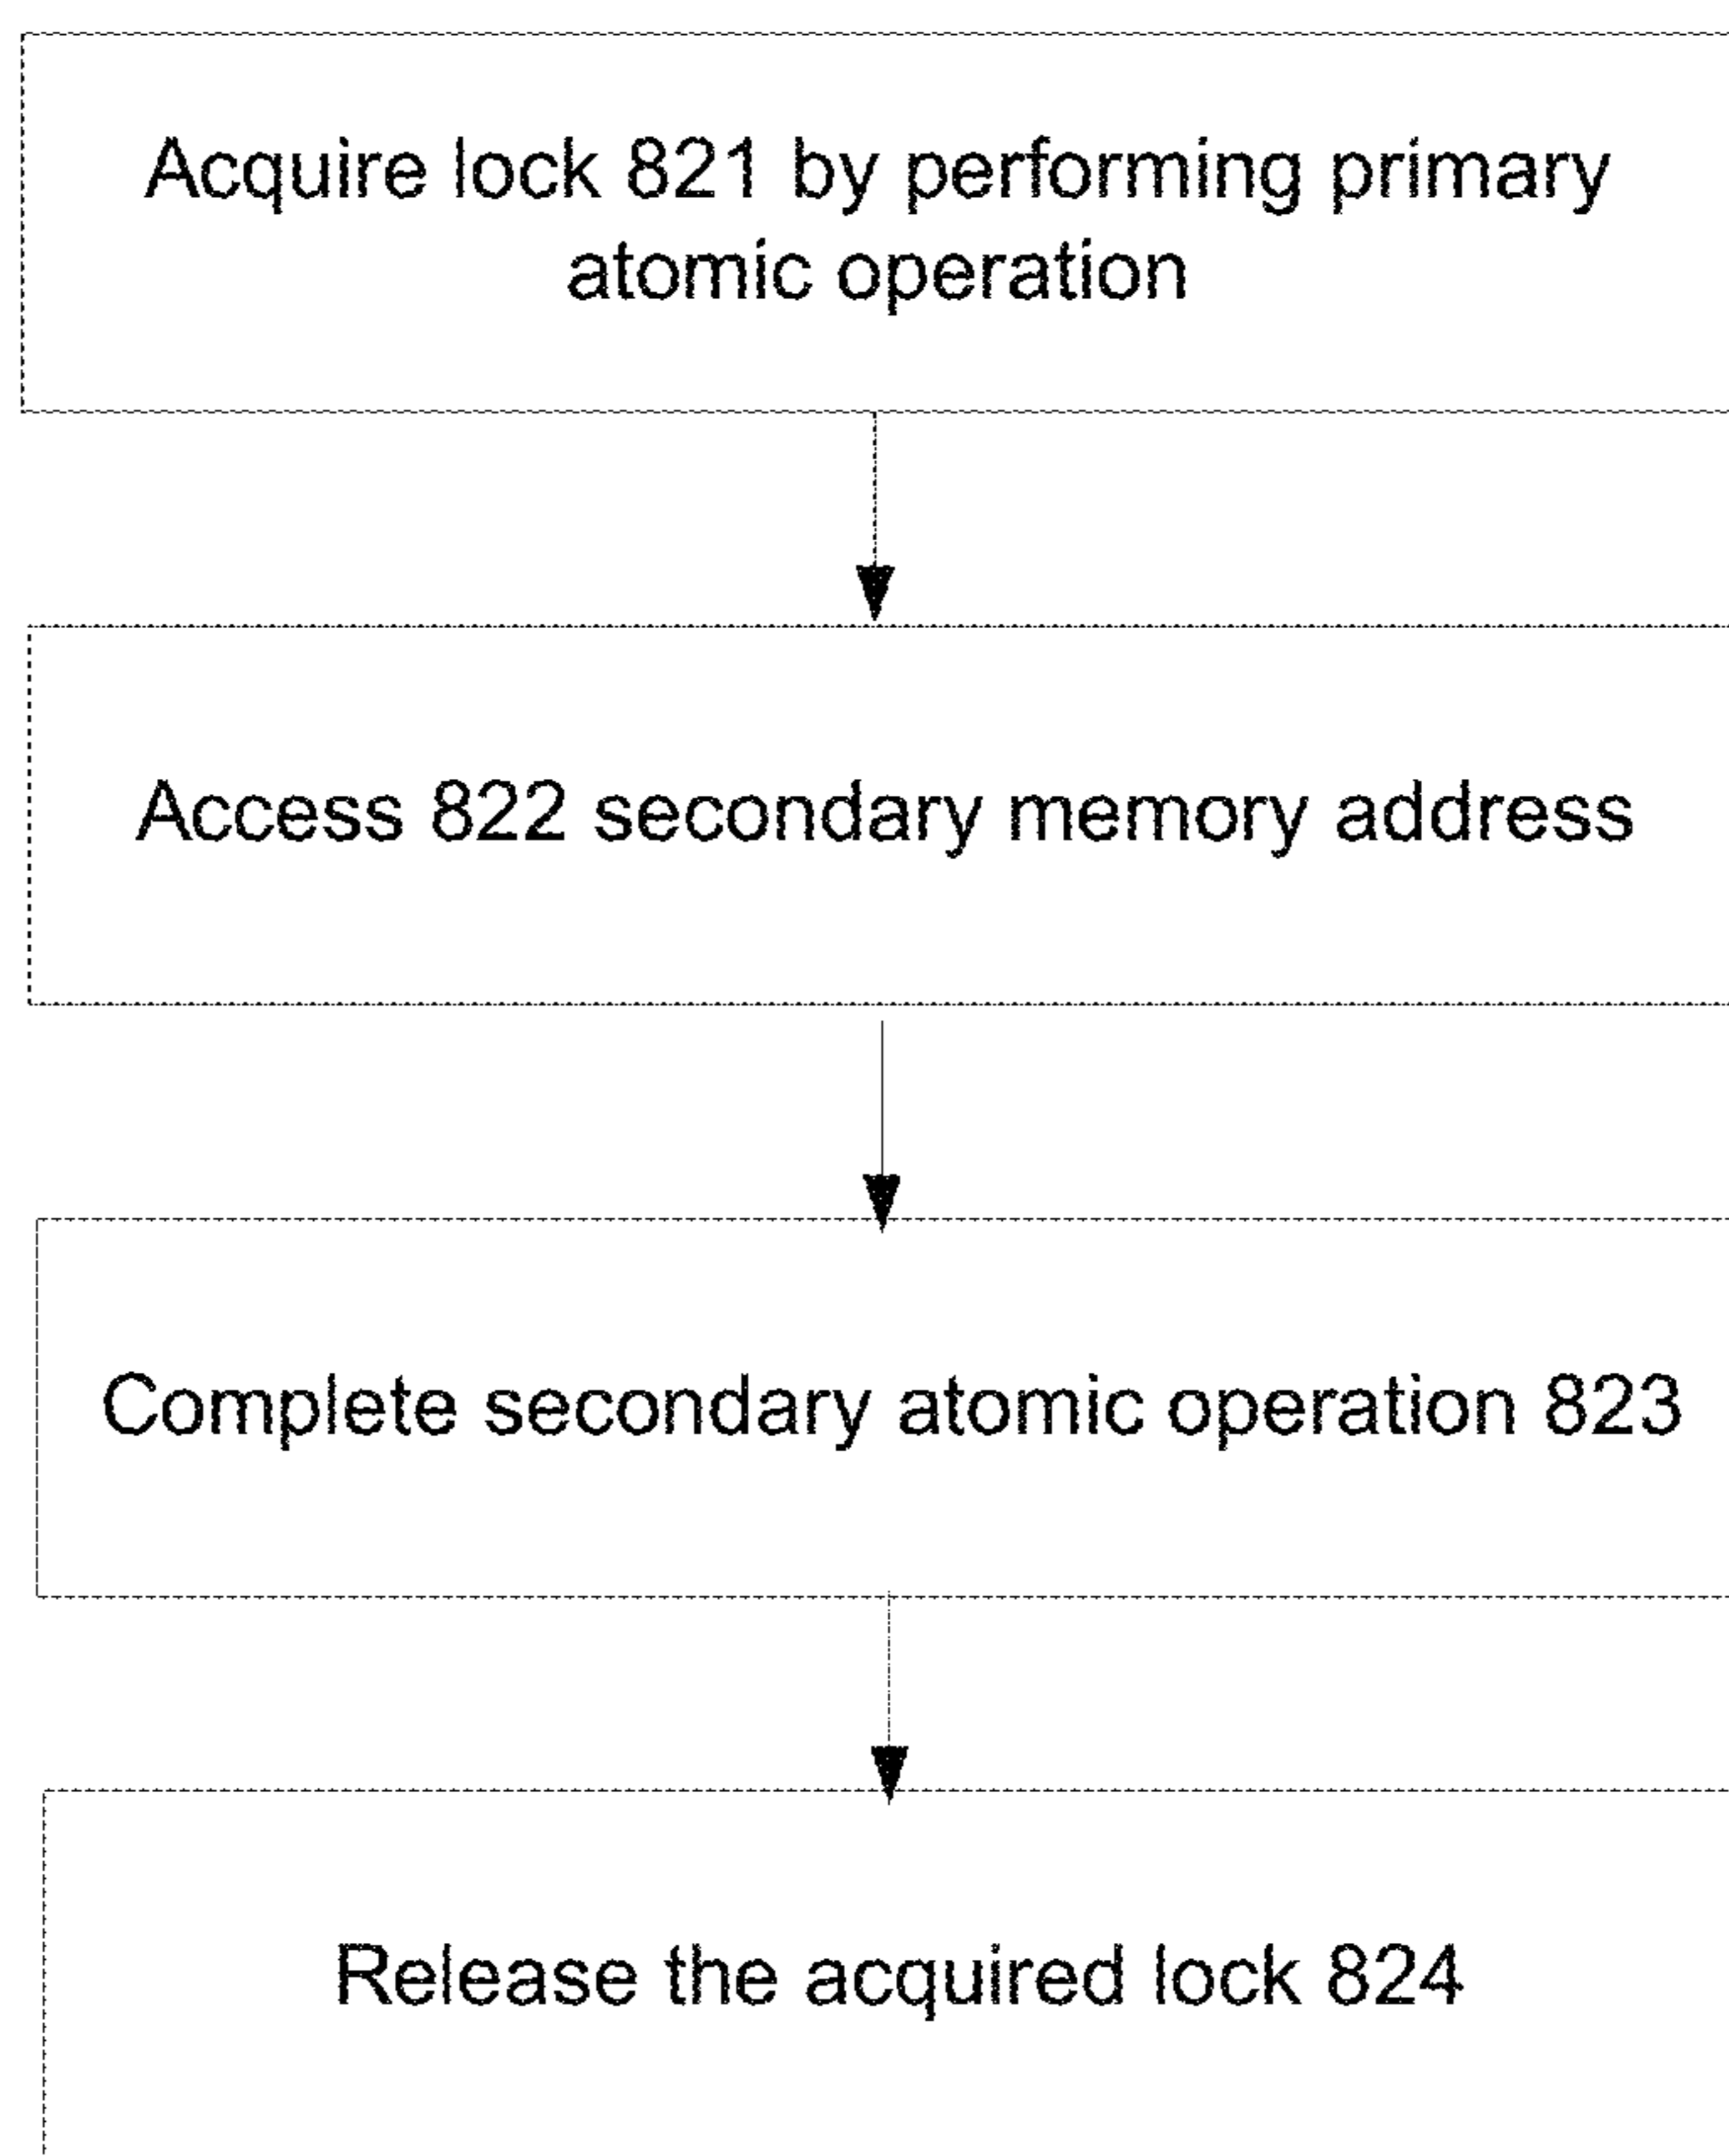 Acquire lock 821 by performing primary
atomic operation
Access 822 secondary memory address
Complete secondary atomic operation 823
Release the acquired lock 824